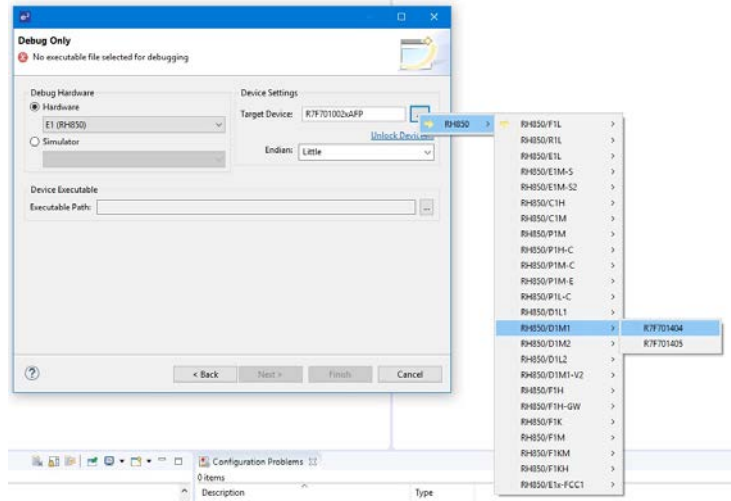 e²
Debug Only
No executable file selected for debugging
Debug Hardware
Hardware
E1 (RH850)
Simulator
Device Settings
Target Device: R7F701002xAFP ...
Unlock Device...
Endian: Little
Device Executable
Executable Path: ...
< Back Next > Finish Cancel
RH850
RH850/F1L
RH850/R1L
RH850/E1L
RH850/E1M-S
RH850/E1M-S2
RH850/C1H
RH850/C1M
RH850/P1M
RH850/P1H-C
RH850/P1M-C
RH850/P1M-E
RH850/P1L-C
RH850/D1L1
RH850/D1M1
RH850/D1M2
RH850/D1L2
RH850/D1M1-V2
RH850/F1H
RH850/F1H-GW
RH850/F1K
RH850/F1M
RH850/F1KM
RH850/F1KH
RH850/E1x-FCC1
R7F701404
R7F701405
Configuration Problems
0 items
Description Type